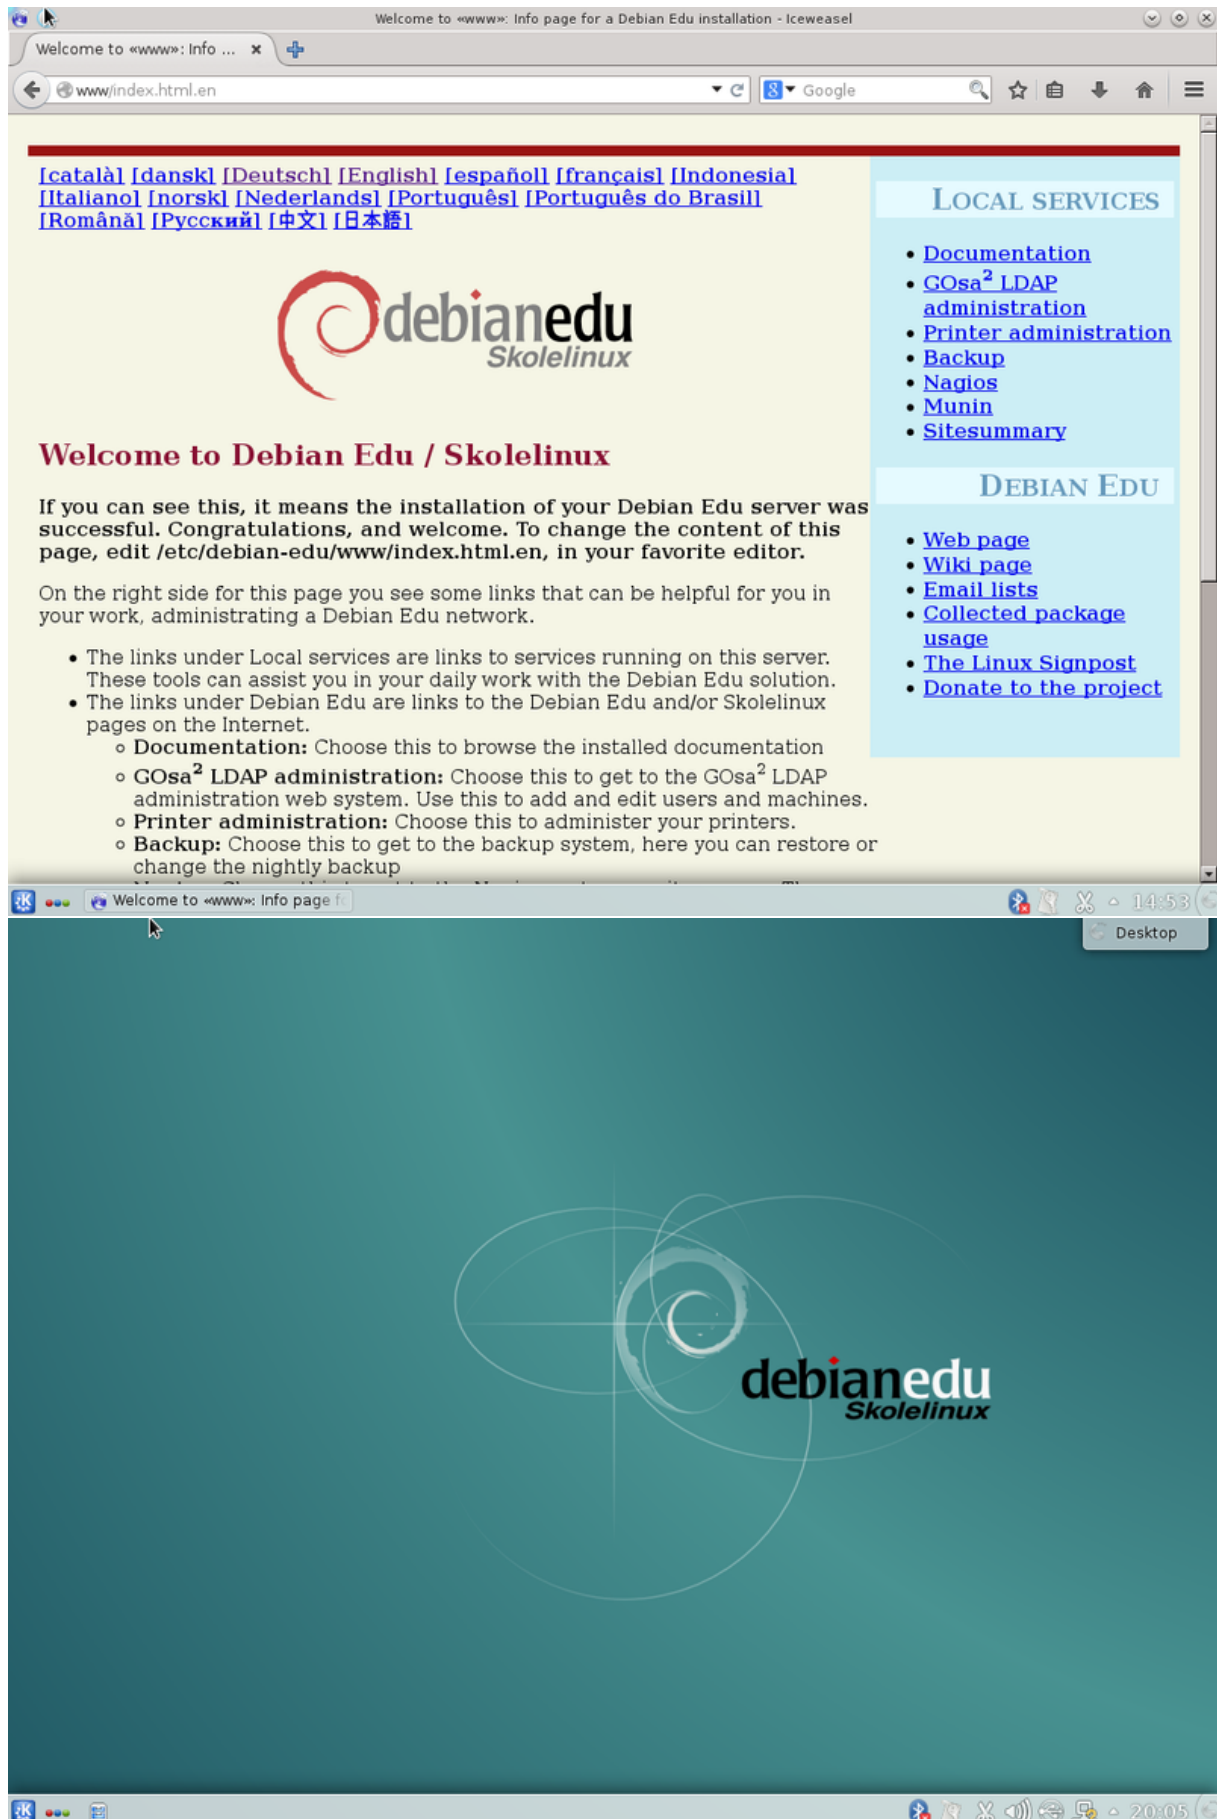 Welcome to «www»: Info page for a Debian Edu installation - Iceweasel
Welcome to «www»: Info ...
www/index.html.en
Google
[català] [dansk] [Deutsch] [English] [español] [français] [Indonesia]
[Italiano] [norsk] [Nederlands] [Português] [Português do Brasil]
[Română] [Русский] [中文] [日本語]
debianedu
Skolelinux
Welcome to Debian Edu / Skolelinux
If you can see this, it means the installation of your Debian Edu server was
successful. Congratulations, and welcome. To change the content of this
page, edit /etc/debian-edu/www/index.html.en, in your favorite editor.
On the right side for this page you see some links that can be helpful for you in
your work, administrating a Debian Edu network.
• The links under Local services are links to services running on this server.
These tools can assist you in your daily work with the Debian Edu solution.
• The links under Debian Edu are links to the Debian Edu and/or Skolelinux
pages on the Internet.
◦ Documentation: Choose this to browse the installed documentation
◦ GOsa² LDAP administration: Choose this to get to the GOsa² LDAP
administration web system. Use this to add and edit users and machines.
◦ Printer administration: Choose this to administer your printers.
◦ Backup: Choose this to get to the backup system, here you can restore or
change the nightly backup
LOCAL SERVICES
• Documentation
• GOsa² LDAP
administration
• Printer administration
• Backup
• Nagios
• Munin
• Sitesummary
DEBIAN EDU
• Web page
• Wiki page
• Email lists
• Collected package
usage
• The Linux Signpost
• Donate to the project
Welcome to «www»: Info page
14:53
Desktop
debianedu
Skolelinux
20:05